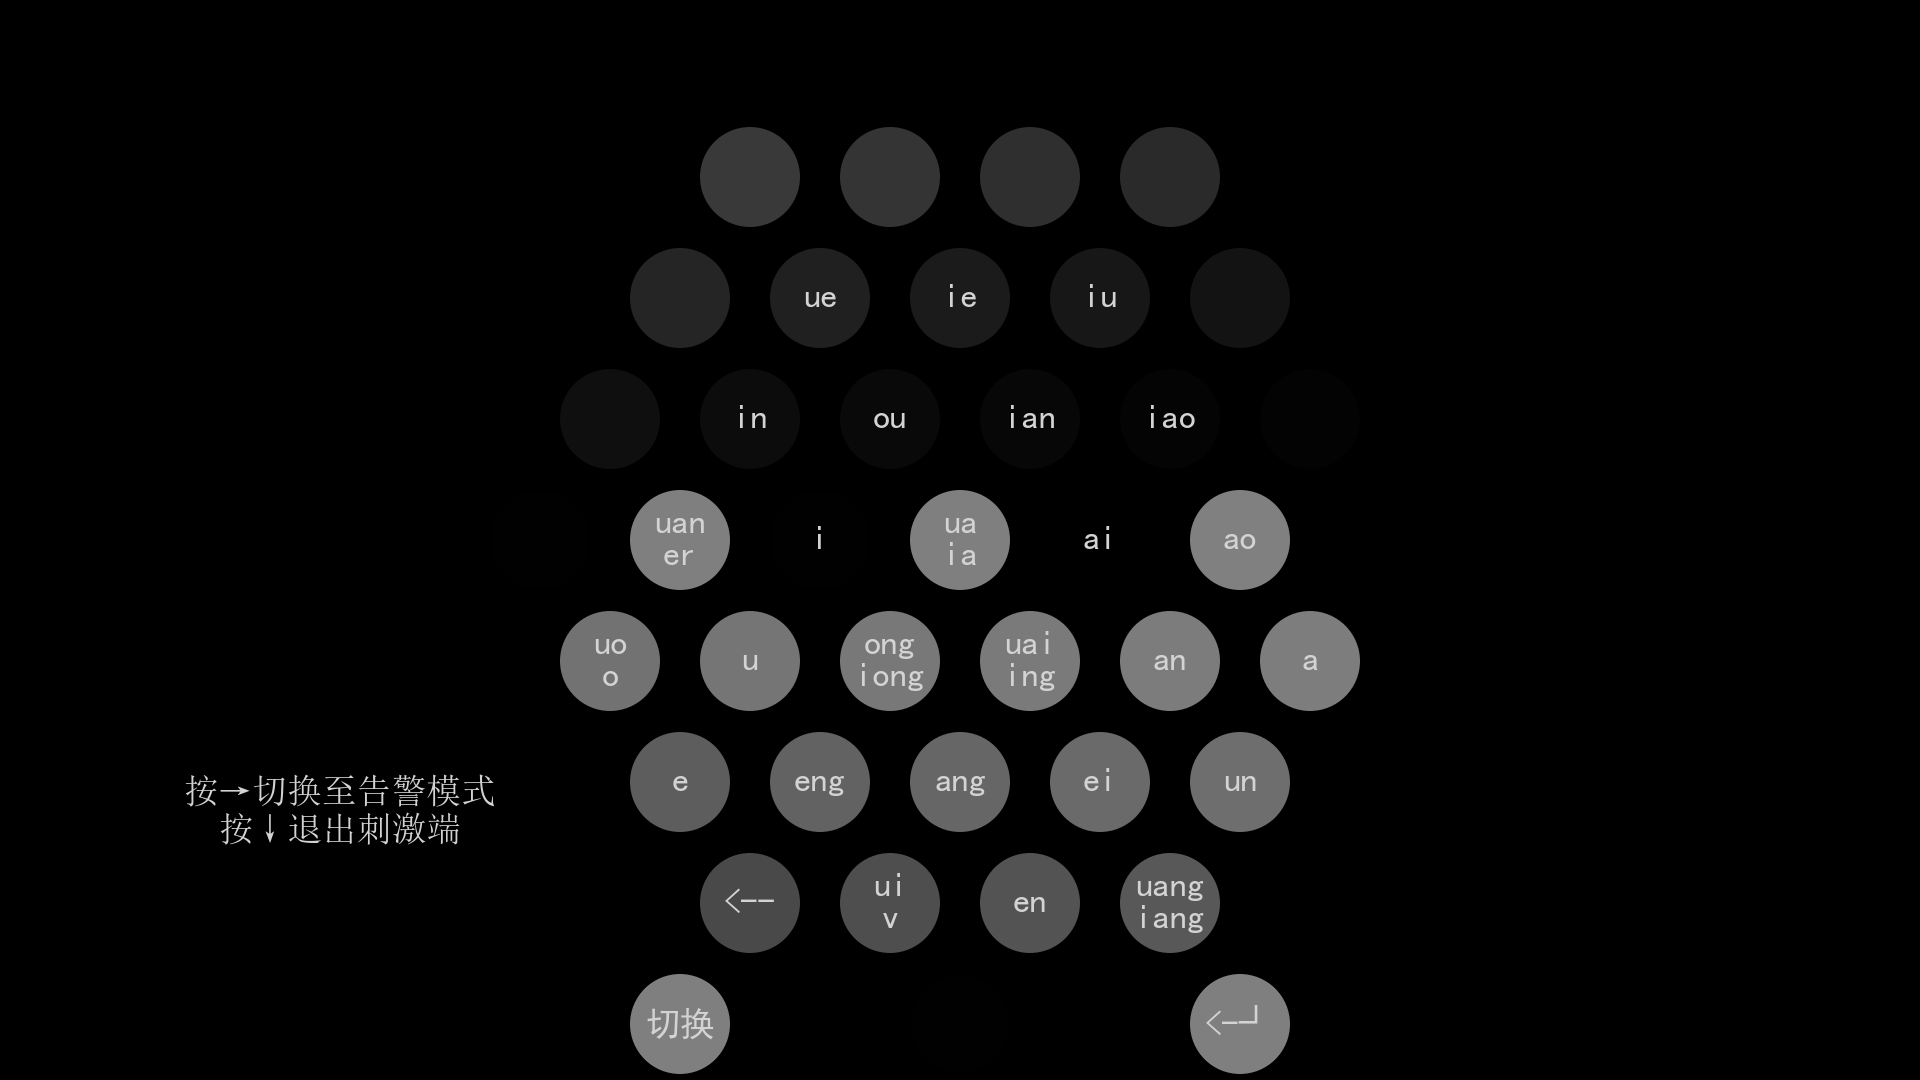 ue ie iu
in ou ian iao
uan
er
i
ua
ia
ai
ao
uo
o
u
ong
iong
uai
ing
an
a
按→切换至告警模式
按↓退出刺激端
e eng ang ei un
<--
ui
v
en
uang
iang
切换
<-┘